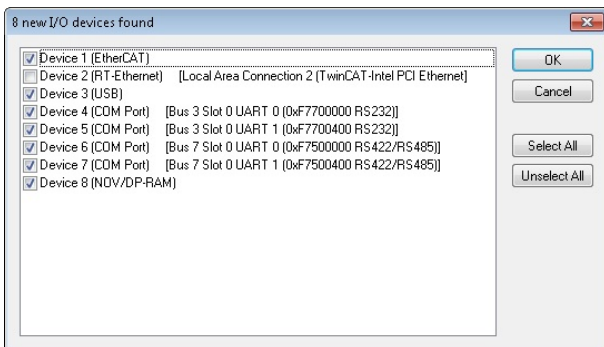 8 new I/O devices found
Device 1 (EtherCAT)
Device 2 (RT-Ethernet) [Local Area Connection 2 (TwinCAT-Intel PCI Ethernet]
Device 3 (USB)
Device 4 (COM Port) [Bus 3 Slot 0 UART 0 (0xF7700000 RS232)]
Device 5 (COM Port) [Bus 3 Slot 0 UART 1 (0xF7700400 RS232)]
Device 6 (COM Port) [Bus 7 Slot 0 UART 0 (0xF7500000 RS422/RS485)]
Device 7 (COM Port) [Bus 7 Slot 0 UART 1 (0xF7500400 RS422/RS485)]
Device 8 (NOV/DP-RAM)
OK
Cancel
Select All
Unselect All